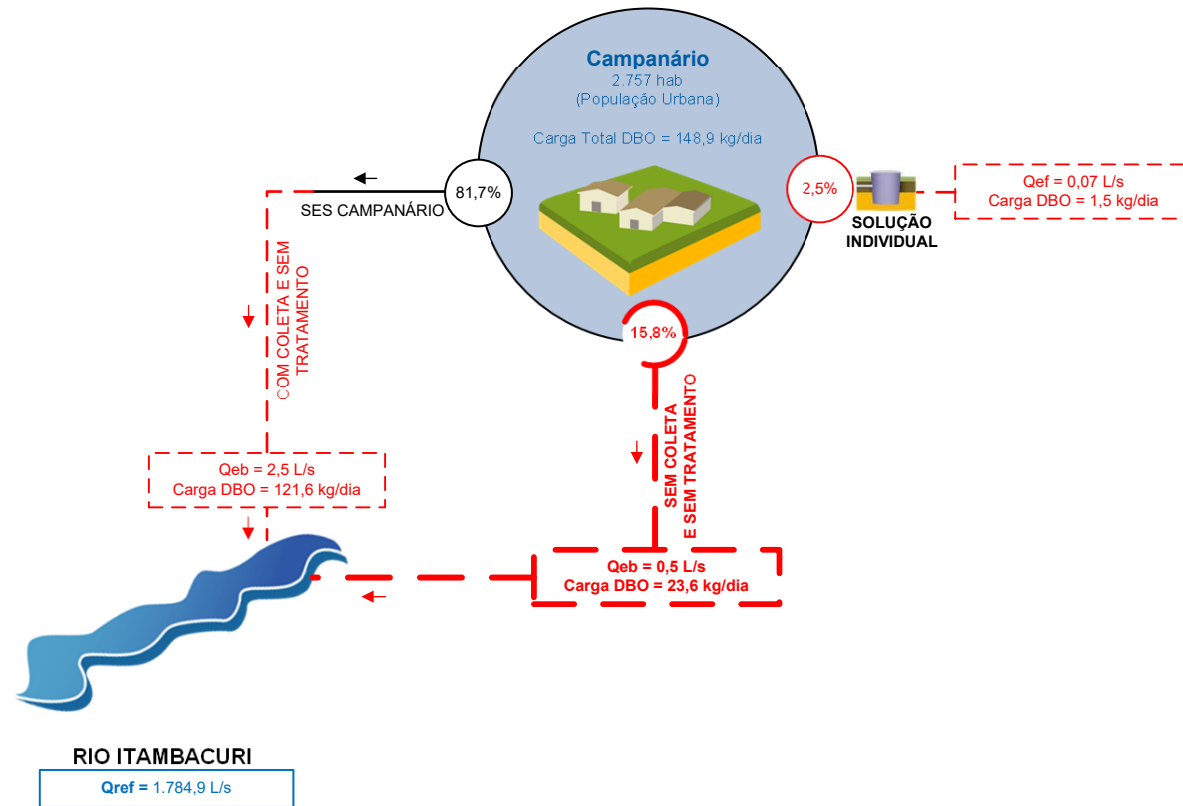 Campanário
2.757 hab
(População Urbana)
Carga Total DBO = 148,9 kg/dia
81,7%
SES CAMPANÁRIO
2,5%
SOLUÇÃO
INDIVIDUAL
Qef = 0,07 L/s
Carga DBO = 1,5 kg/dia
15,8%
COM COLETA E SEM
TRATAMENTO
SEM COLETA
E SEM TRATAMENTO
Qeb = 2,5 L/s
Carga DBO = 121,6 kg/dia
Qeb = 0,5 L/s
Carga DBO = 23,6 kg/dia
RIO ITAMBACURI
Qref = 1.784,9 L/s